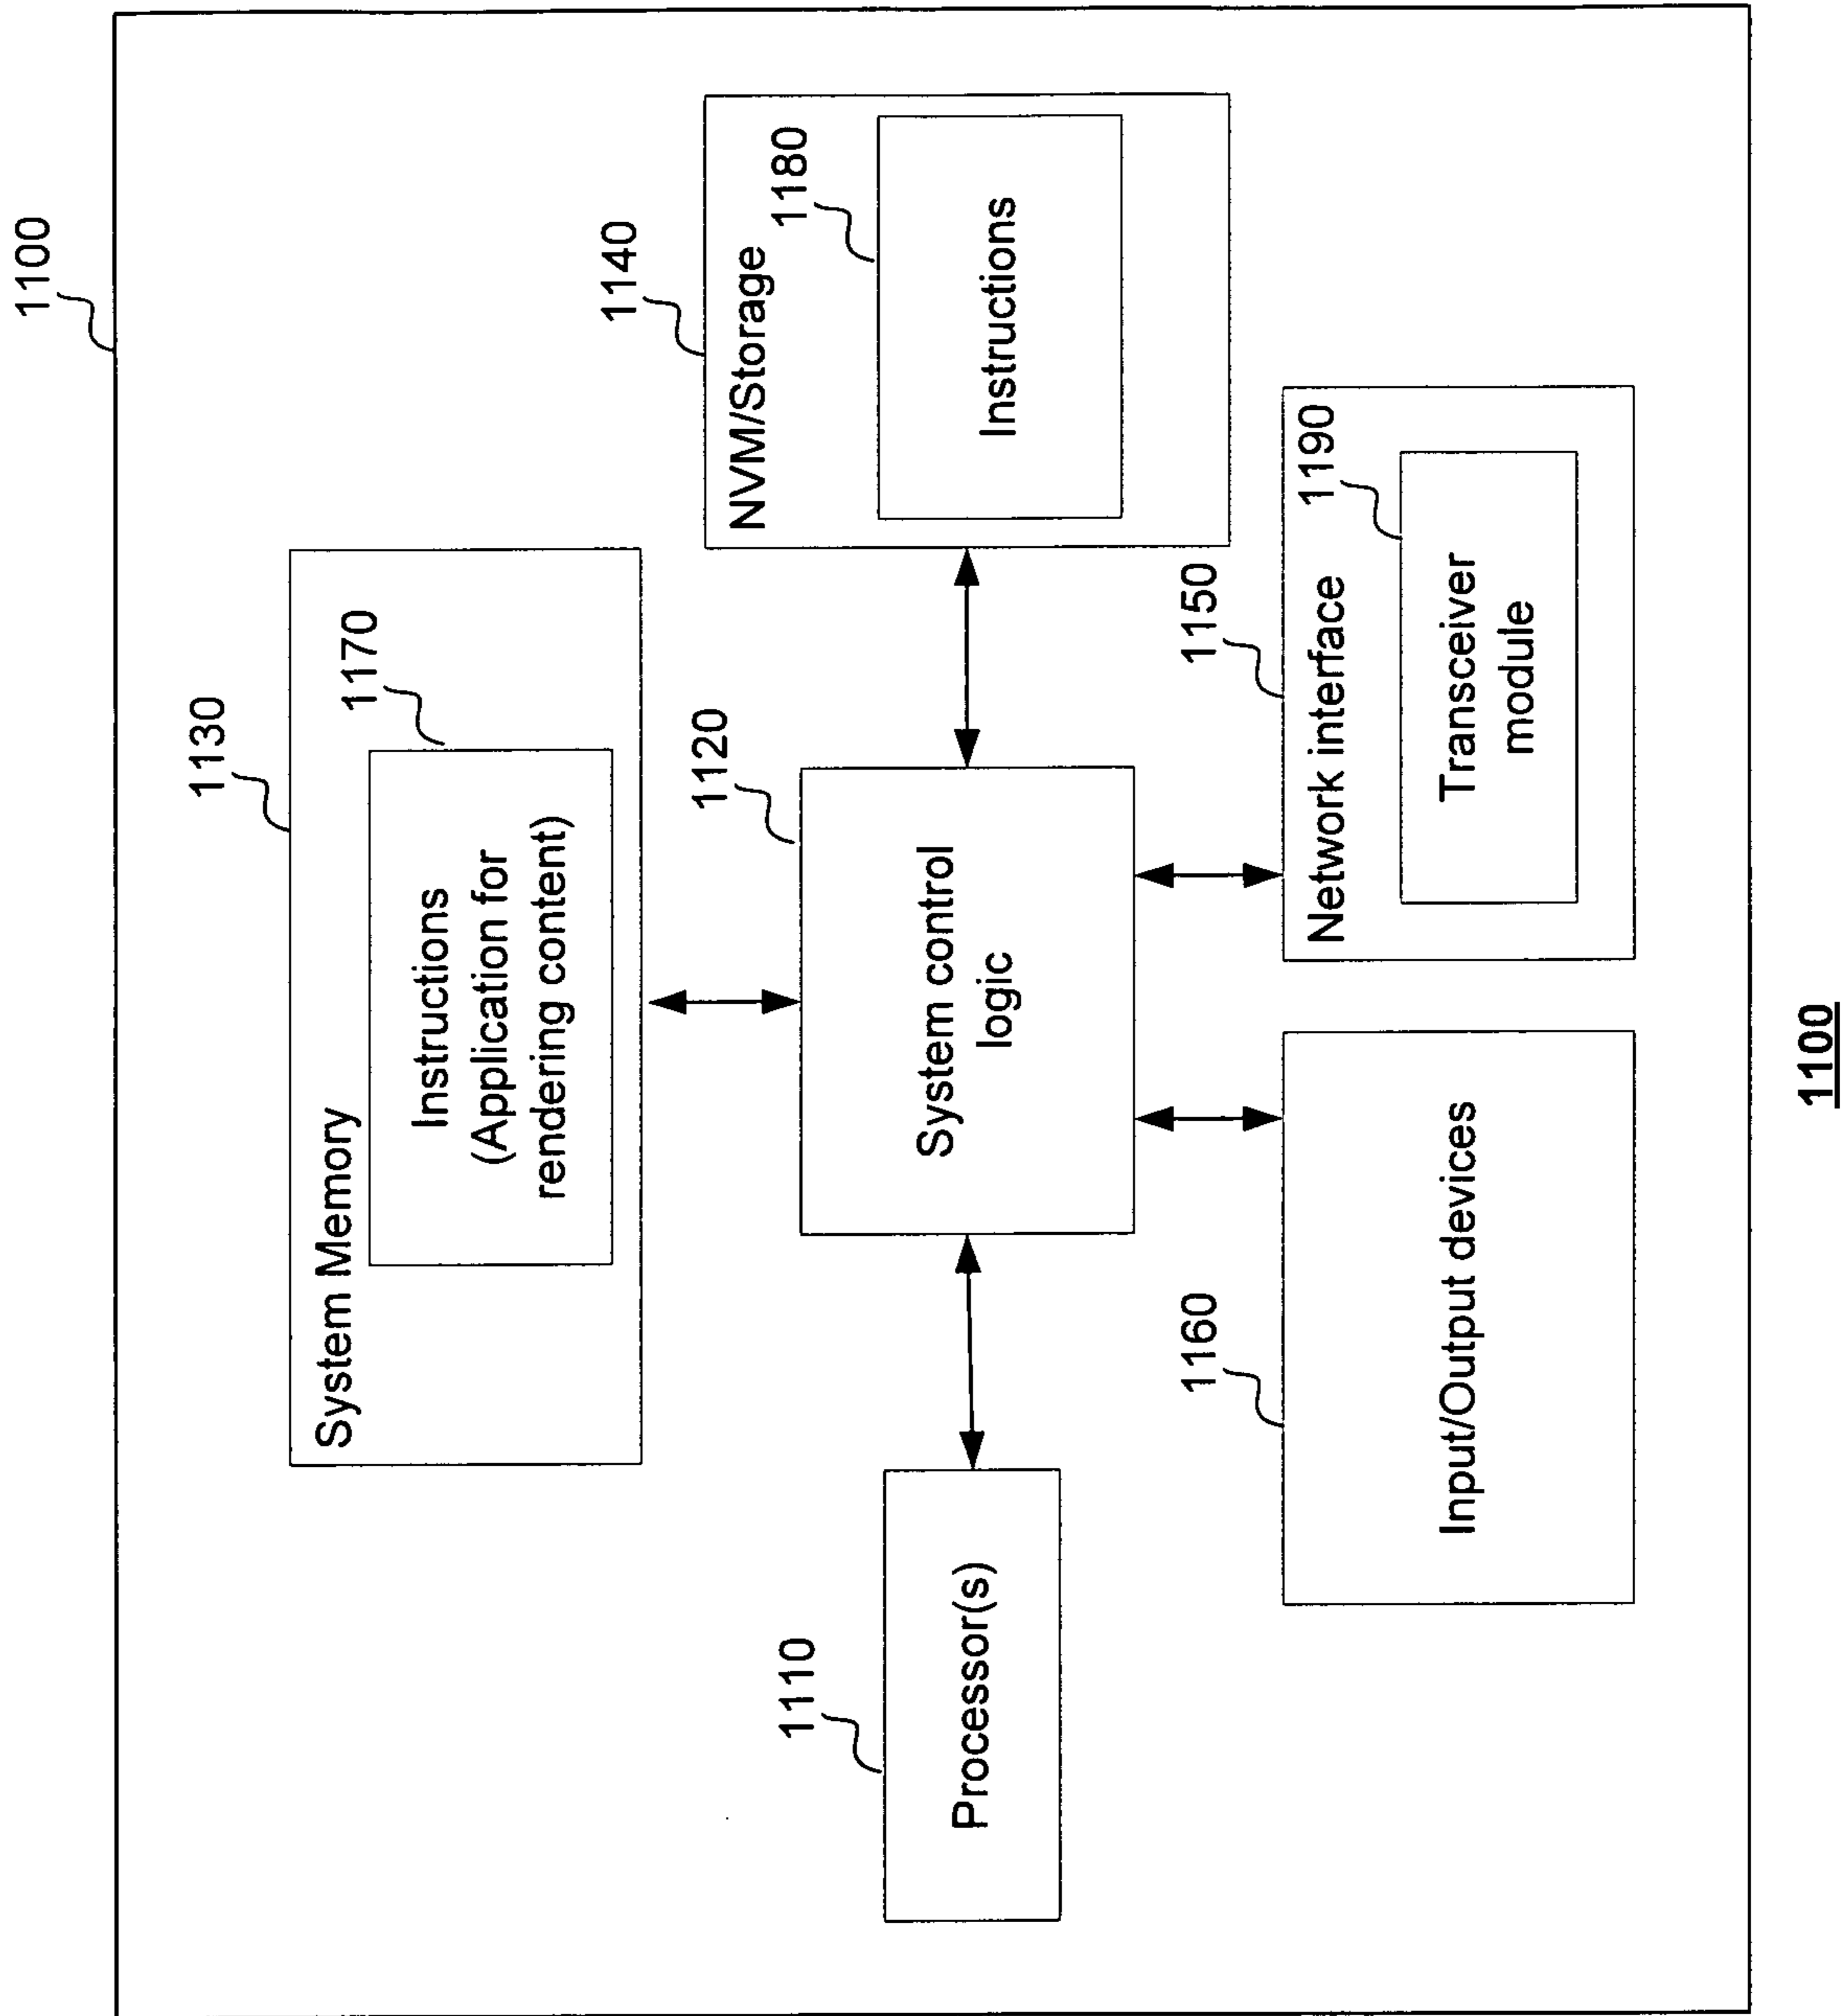 1100
1130
System Memory
1170
Instructions
(Application for
rendering content)
1110
Processor(s)
1120
System control
logic
1140
NVM/Storage
1180
Instructions
1160
Input/Output devices
1150
Network interface
1190
Transceiver
module
1100